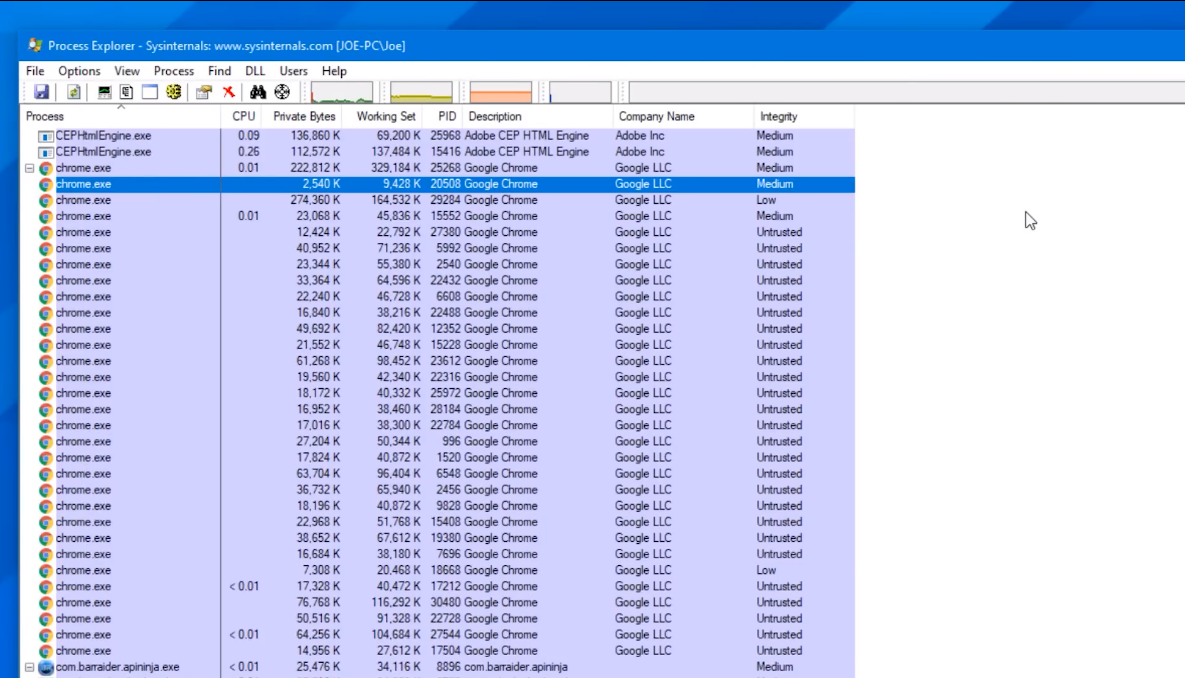 Process Explorer - Sysinternals: www.sysinternals.com [JOE-PC\Joe]
File Options View Process Find DLL Users Help
Process CPU Private Bytes Working Set PID Description Company Name Integrity
CEPHtmlEngine.exe 0.09 136,860 K 69,200 K 25968 Adobe CEP HTML Engine Adobe Inc Medium
CEPHtmlEngine.exe 0.26 112,572 K 137,484 K 15416 Adobe CEP HTML Engine Adobe Inc Medium
chrome.exe 0.01 222,812 K 329,184 K 25268 Google Chrome Google LLC Medium
chrome.exe 2,540 K 9,428 K 20508 Google Chrome Google LLC Medium
chrome.exe 274,360 K 164,532 K 29284 Google Chrome Google LLC Low
chrome.exe 0.01 23,068 K 45,836 K 15552 Google Chrome Google LLC Medium
chrome.exe 12,424 K 22,792 K 27380 Google Chrome Google LLC Untrusted
chrome.exe 40,952 K 71,236 K 5992 Google Chrome Google LLC Untrusted
chrome.exe 23,344 K 55,380 K 2540 Google Chrome Google LLC Untrusted
chrome.exe 33,364 K 64,596 K 22432 Google Chrome Google LLC Untrusted
chrome.exe 22,240 K 46,728 K 6608 Google Chrome Google LLC Untrusted
chrome.exe 16,840 K 38,216 K 22488 Google Chrome Google LLC Untrusted
chrome.exe 49,692 K 82,420 K 12352 Google Chrome Google LLC Untrusted
chrome.exe 21,552 K 46,748 K 15228 Google Chrome Google LLC Untrusted
chrome.exe 61,268 K 98,452 K 23612 Google Chrome Google LLC Untrusted
chrome.exe 19,560 K 42,340 K 22316 Google Chrome Google LLC Untrusted
chrome.exe 18,172 K 40,332 K 25972 Google Chrome Google LLC Untrusted
chrome.exe 16,952 K 38,460 K 28184 Google Chrome Google LLC Untrusted
chrome.exe 17,016 K 38,300 K 22784 Google Chrome Google LLC Untrusted
chrome.exe 27,204 K 50,344 K 996 Google Chrome Google LLC Untrusted
chrome.exe 17,824 K 40,872 K 1520 Google Chrome Google LLC Untrusted
chrome.exe 63,704 K 96,404 K 6548 Google Chrome Google LLC Untrusted
chrome.exe 36,732 K 65,940 K 2456 Google Chrome Google LLC Untrusted
chrome.exe 18,196 K 40,872 K 9828 Google Chrome Google LLC Untrusted
chrome.exe 22,968 K 51,768 K 15408 Google Chrome Google LLC Untrusted
chrome.exe 38,652 K 67,612 K 19380 Google Chrome Google LLC Untrusted
chrome.exe 16,684 K 38,180 K 7696 Google Chrome Google LLC Untrusted
chrome.exe 7,308 K 20,468 K 18668 Google Chrome Google LLC Low
chrome.exe < 0.01 17,328 K 40,472 K 17212 Google Chrome Google LLC Untrusted
chrome.exe 76,768 K 116,292 K 30480 Google Chrome Google LLC Untrusted
chrome.exe 50,516 K 91,328 K 22728 Google Chrome Google LLC Untrusted
chrome.exe < 0.01 64,256 K 104,684 K 27544 Google Chrome Google LLC Untrusted
chrome.exe 14,956 K 27,612 K 17504 Google Chrome Google LLC Untrusted
com.barraider.apininja.exe < 0.01 25,476 K 34,116 K 8896 com.barraider.apininja Medium